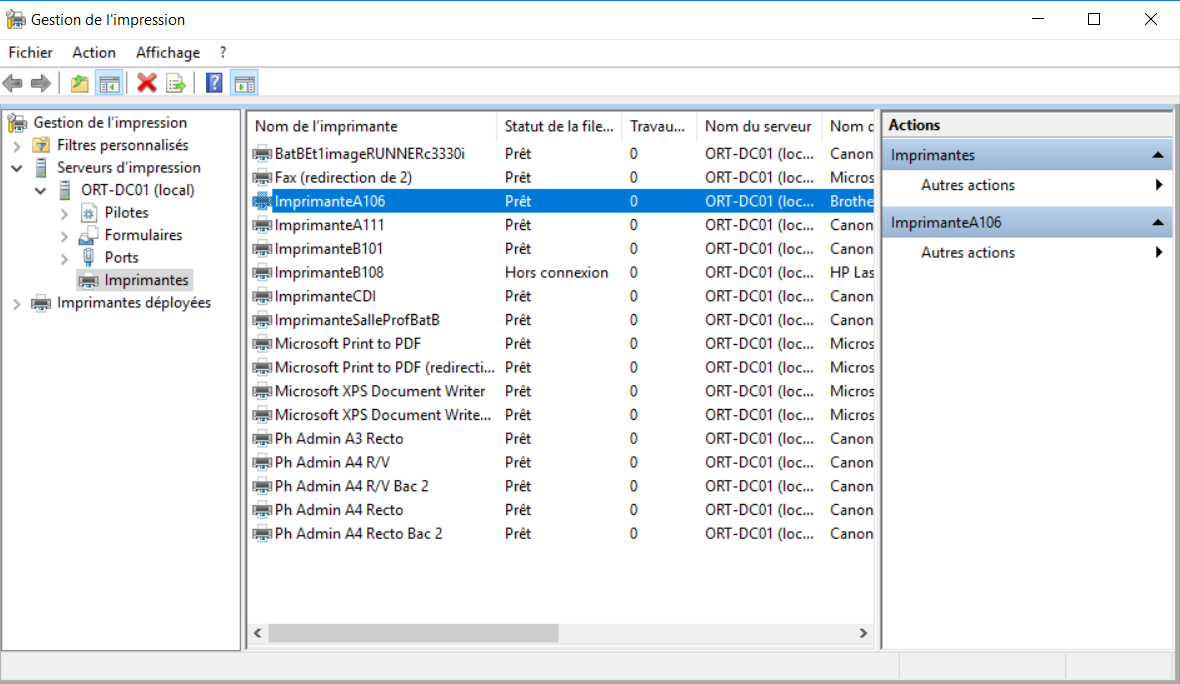 Gestion de l'impression
Fichier Action Affichage ?
Gestion de l'impression
Filtres personnalisés
Serveurs d'impression
ORT-DC01 (local)
Pilotes
Formulaires
Ports
Imprimantes
Imprimantes déployées
Nom de l'imprimante Statut de la file... Travau... Nom du serveur Nom d
BatBEt1imageRUNNERc3330i Prêt 0 ORT-DC01 (loc... Canon
Fax (redirection de 2) Prêt 0 ORT-DC01 (loc... Micros
ImprimanteA106 Prêt 0 ORT-DC01 (loc... Brothe
ImprimanteA111 Prêt 0 ORT-DC01 (loc... Canon
ImprimanteB101 Prêt 0 ORT-DC01 (loc... Canon
ImprimanteB108 Hors connexion 0 ORT-DC01 (loc... HP Las
ImprimanteCDI Prêt 0 ORT-DC01 (loc... Canon
ImprimanteSalleProfBatB Prêt 0 ORT-DC01 (loc... Canon
Microsoft Print to PDF Prêt 0 ORT-DC01 (loc... Micros
Microsoft Print to PDF (redirecti... Prêt 0 ORT-DC01 (loc... Micros
Microsoft XPS Document Writer Prêt 0 ORT-DC01 (loc... Micros
Microsoft XPS Document Write... Prêt 0 ORT-DC01 (loc... Micros
Ph Admin A3 Recto Prêt 0 ORT-DC01 (loc... Canon
Ph Admin A4 R/V Prêt 0 ORT-DC01 (loc... Canon
Ph Admin A4 R/V Bac 2 Prêt 0 ORT-DC01 (loc... Canon
Ph Admin A4 Recto Prêt 0 ORT-DC01 (loc... Canon
Ph Admin A4 Recto Bac 2 Prêt 0 ORT-DC01 (loc... Canon
Actions
Imprimantes
Autres actions
ImprimanteA106
Autres actions